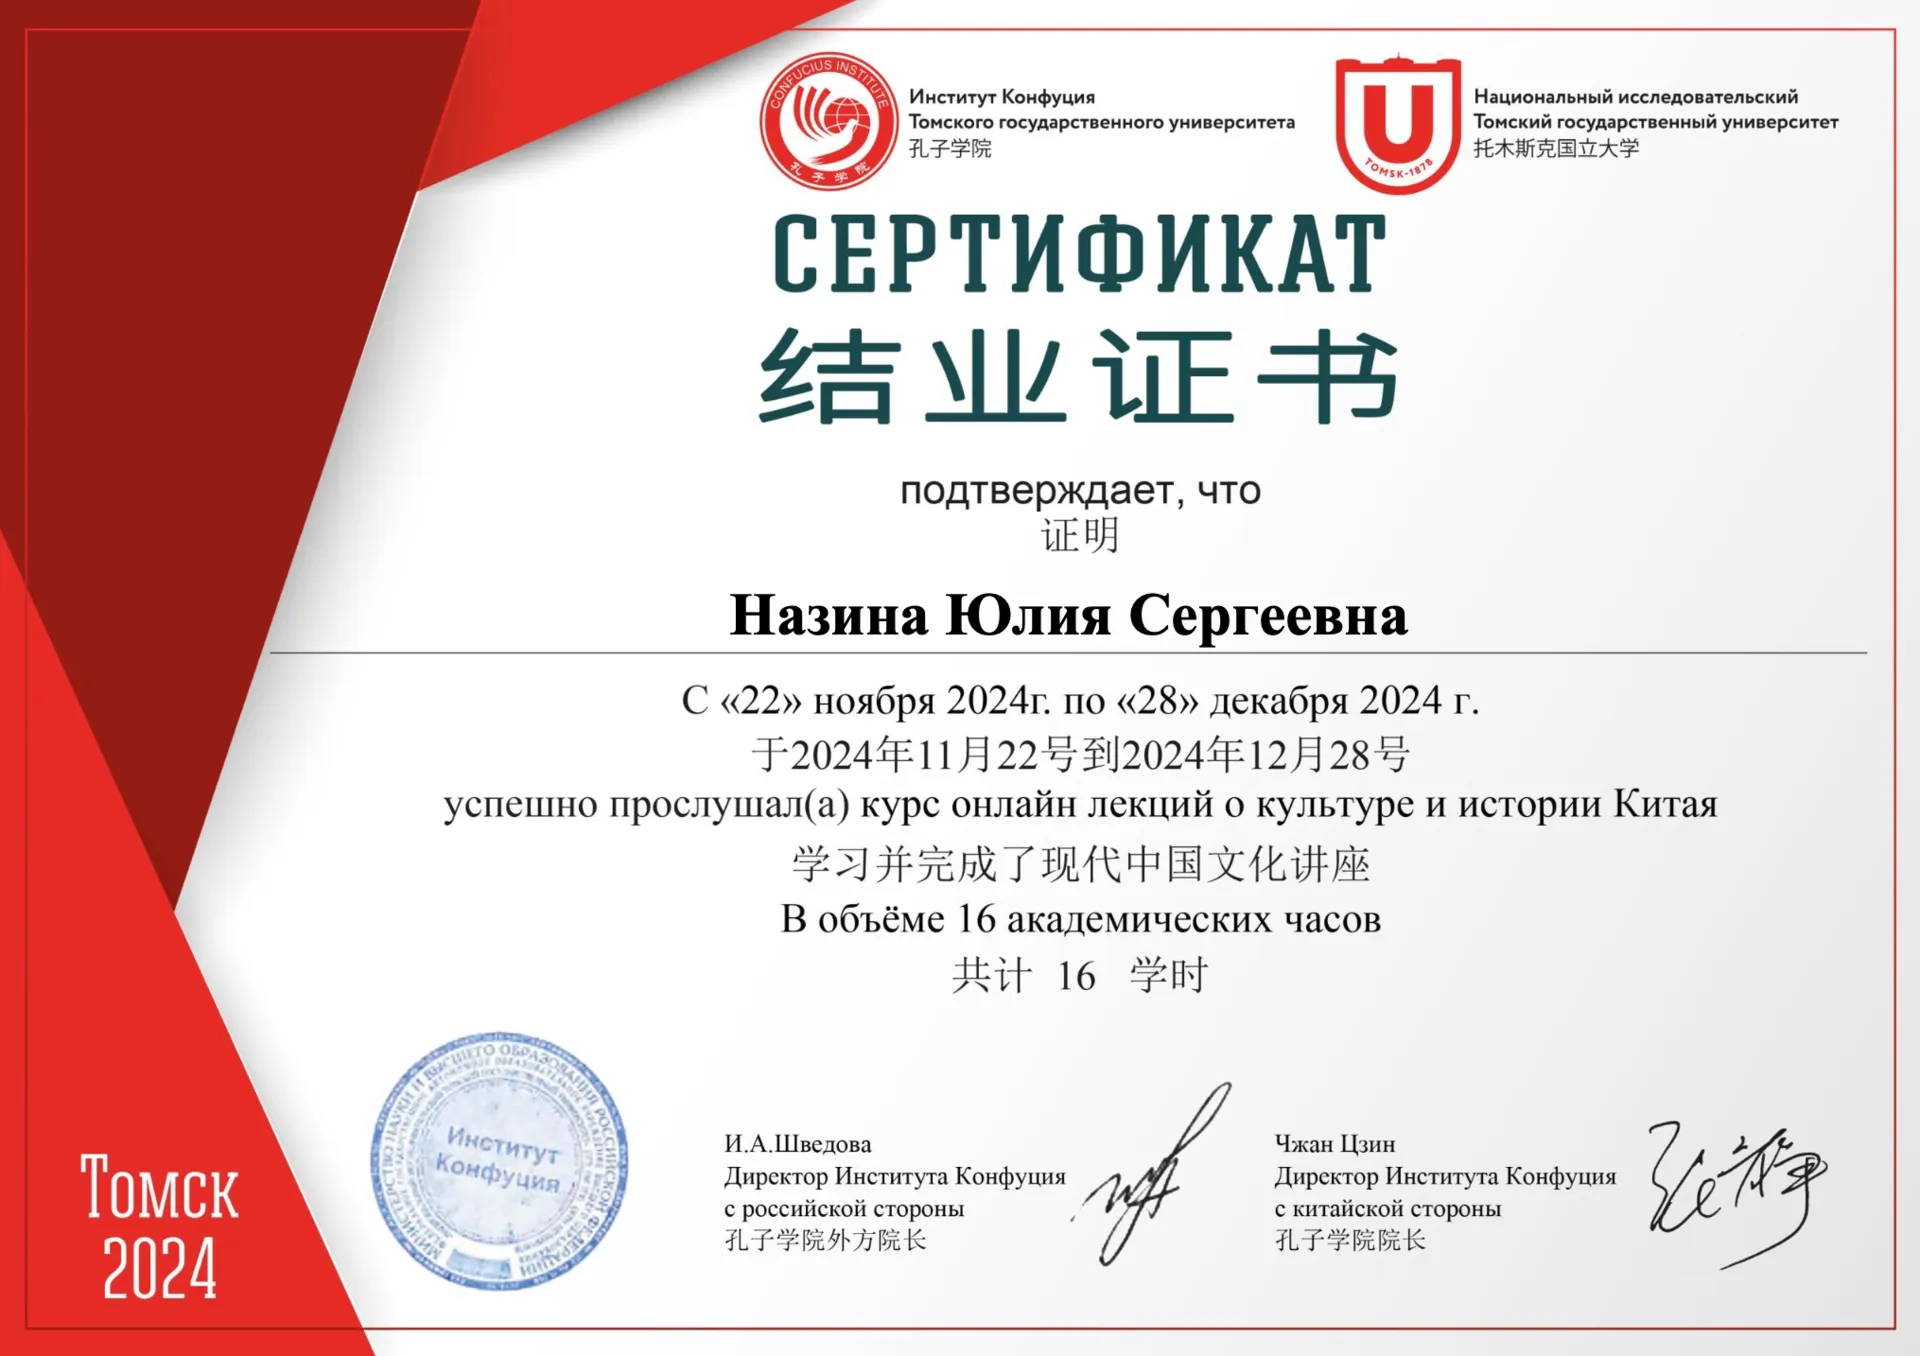 CONFUCIUS INSTITUTE
孔子学院
Институт Конфуция
Томского государственного университета
孔子学院
TOMSK-1878
Национальный исследовательский
Томский государственный университет
托木斯克国立大学
СЕРТИФИКАТ
结业证书
подтверждает, что
证明
Назина Юлия Сергеевна
С «22» ноября 2024г. по «28» декабря 2024 г.
于2024年11月22号到2024年12月28号
успешно прослушал(а) курс онлайн лекций о культуре и истории Китая
学习并完成了现代中国文化讲座
В объёме 16 академических часов
共计 16 学时
МИНИСТЕРСТВО НАУКИ И ВЫСШЕГО ОБРАЗОВАНИЯ РОССИЙСКОЙ ФЕДЕРАЦИИ
Институт
Конфуция
И.А.Шведова
Директор Института Конфуция
с российской стороны
孔子学院外方院长
Чжан Цзин
Директор Института Конфуция
с китайской стороны
孔子学院院长
Томск
2024